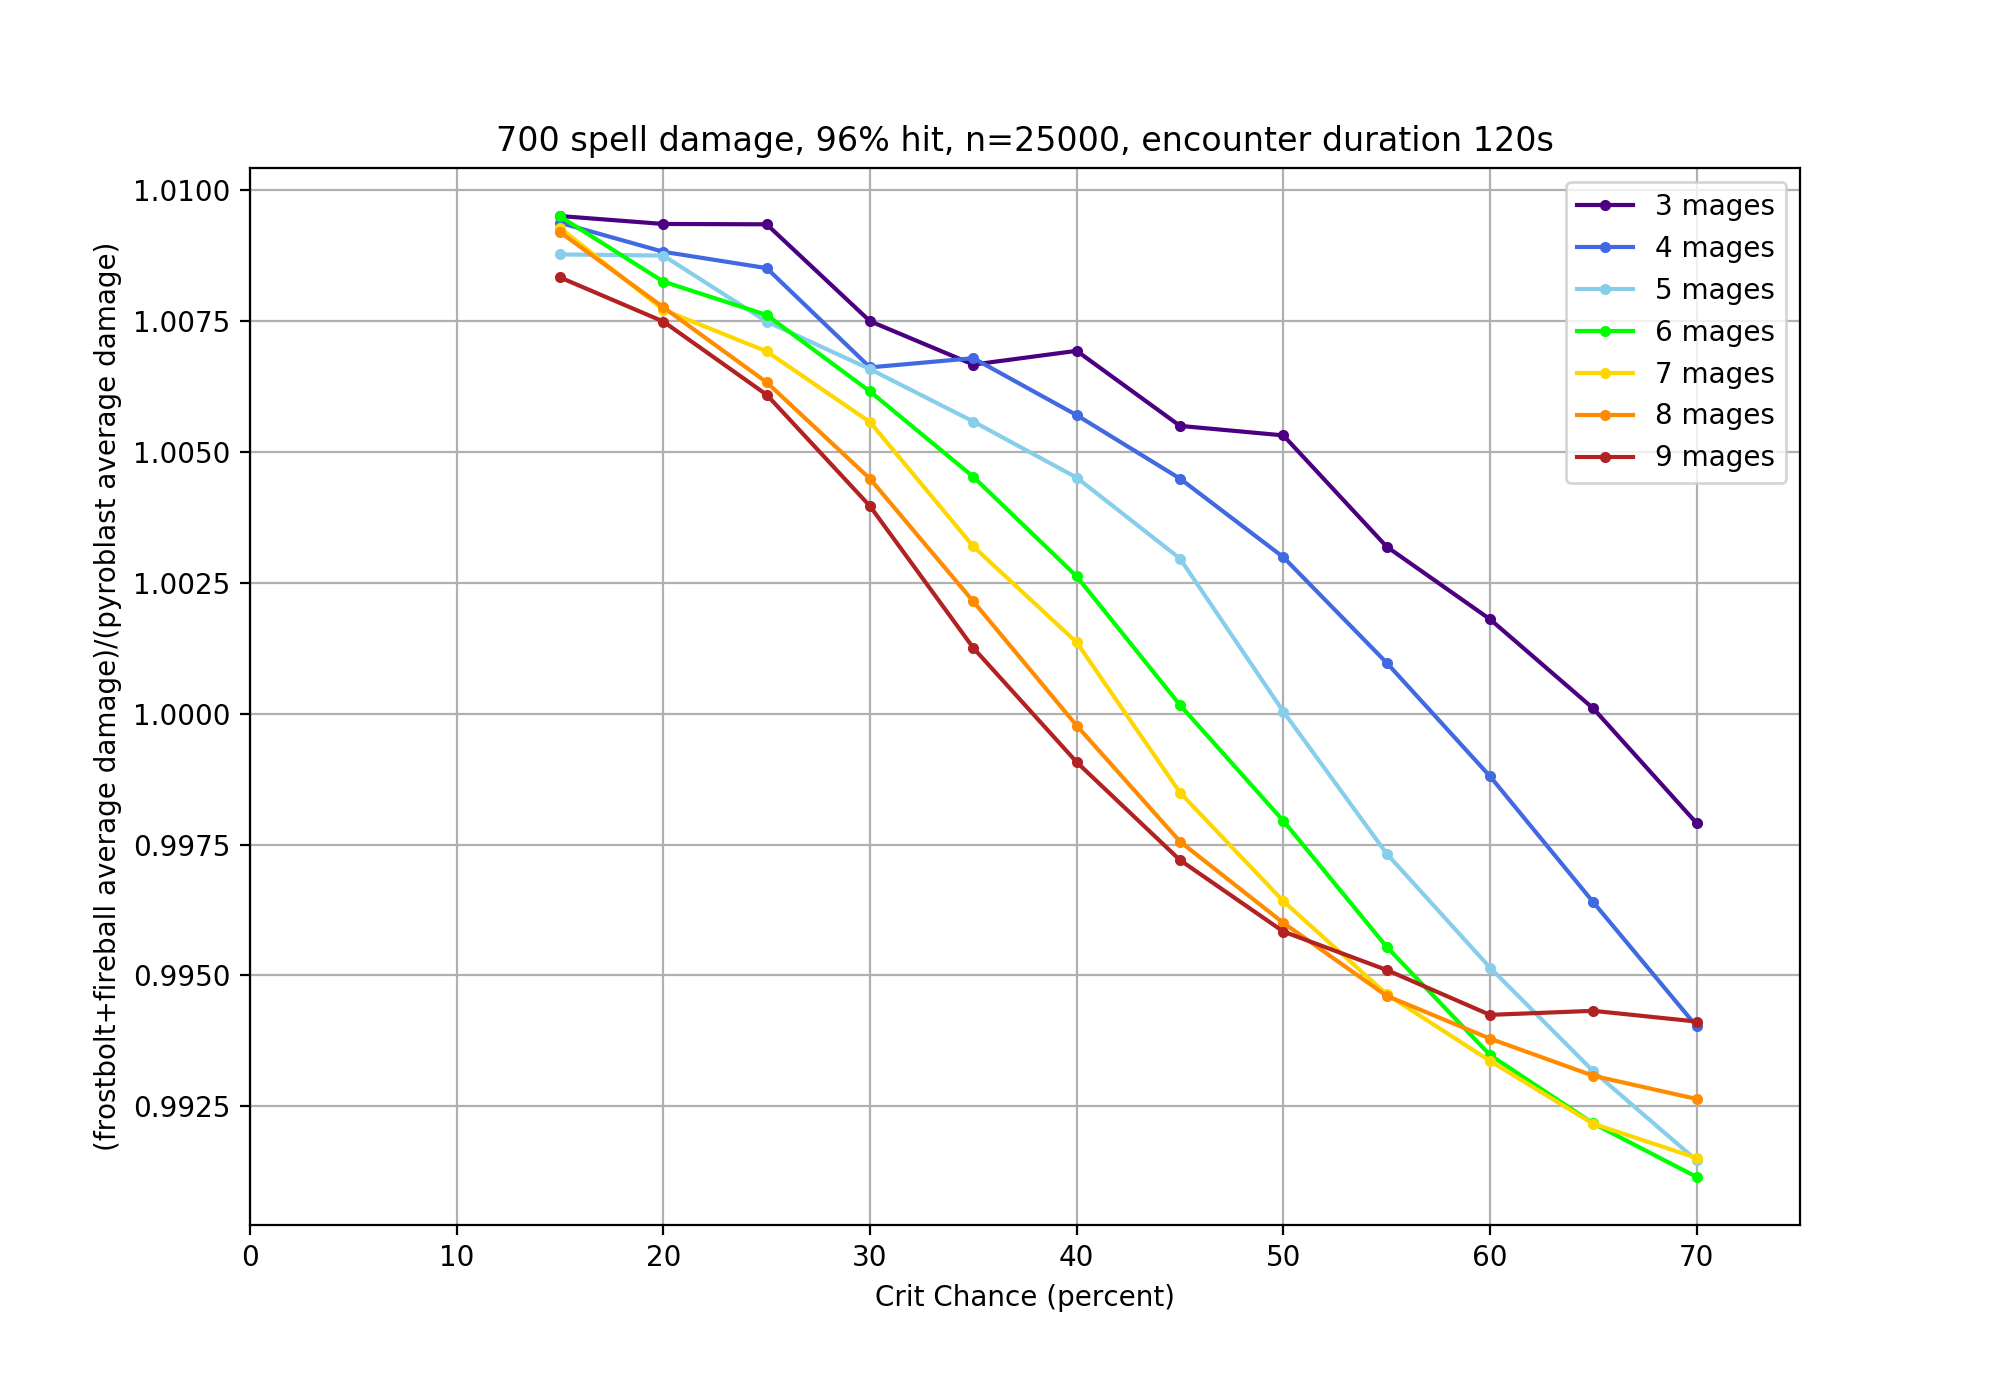 700 spell damage, 96% hit, n=25000, encounter duration 120s
(frostbolt+fireball average damage)/(pyroblast average damage)
1.0100
1.0075
1.0050
1.0025
1.0000
0.9975
0.9950
0.9925
3 mages
4 mages
5 mages
6 mages
7 mages
8 mages
9 mages
0 10 20 30 40 50 60 70
Crit Chance (percent)